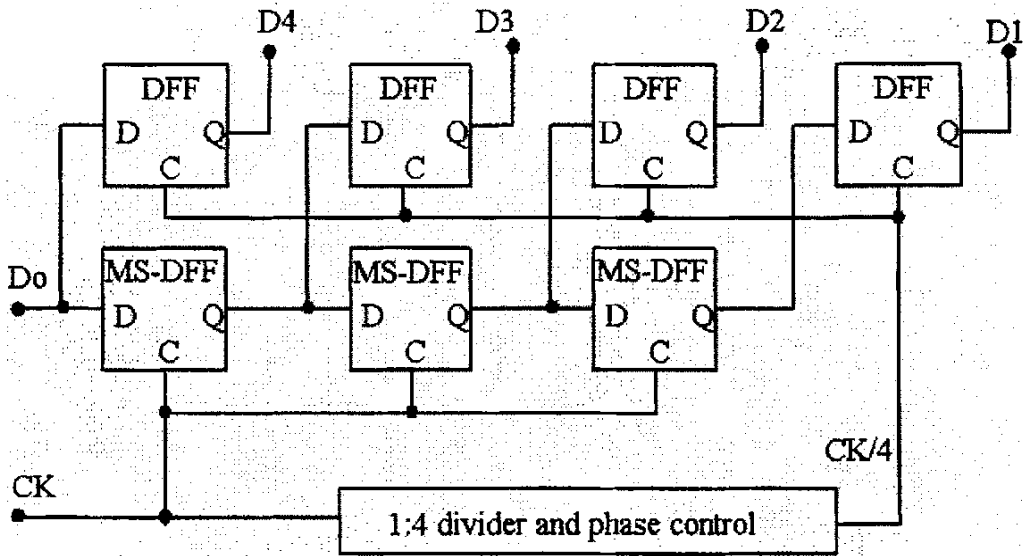 D4 D3 D2 D1
DFF DFF DFF DFF
D Q D Q D Q D Q
C C C C
MS-DFF MS-DFF MS-DFF
Do
D Q D Q D Q
C C C
CK/4
CK
1:4 divider and phase control